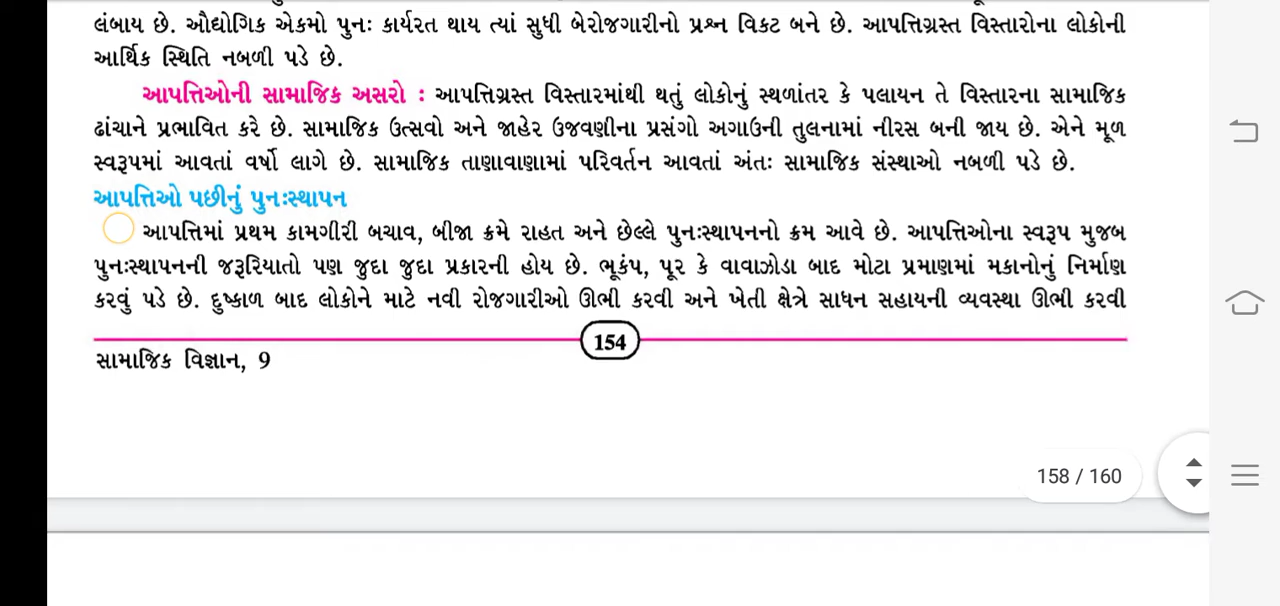 લંબાય છે. ઔદ્યોગિક એકમો પુનઃ કાર્યરત થાય ત્યાં સુધી બેરોજગારીનો પ્રશ્ન વિકટ બને છે. આપત્તિગ્રસ્ત વિસ્તારોના લોકોની
આર્થિક સ્થિતિ નબળી પડે છે.
આપત્તિઓની સામાજિક અસરો : આપત્તિગ્રસ્ત વિસ્તારમાંથી થતું લોકોનું સ્થળાંતર કે પલાયન તે વિસ્તારના સામાજિક
ઢાંચાને પ્રભાવિત કરે છે. સામાજિક ઉત્સવો અને જાહેર ઉજવણીના પ્રસંગો અગાઉની તુલનામાં નીરસ બની જાય છે. એને મૂળ
સ્વરૂપમાં આવતાં વર્ષો લાગે છે. સામાજિક તાણાવાણામાં પરિવર્તન આવતાં અંતઃ સામાજિક સંસ્થાઓ નબળી પડે છે.
આપત્તિઓ પછીનું પુનઃસ્થાપન
આપત્તિમાં પ્રથમ કામગીરી બચાવ, બીજા ક્રમે રાહત અને છેલ્લે પુનઃસ્થાપનનો ક્રમ આવે છે. આપત્તિઓના સ્વરૂપ મુજબ
પુનઃસ્થાપનની જરૂરિયાતો પણ જુદા જુદા પ્રકારની હોય છે. ભૂકંપ, પૂર કે વાવાઝોડા બાદ મોટા પ્રમાણમાં મકાનોનું નિર્માણ
કરવું પડે છે. દુષ્કાળ બાદ લોકોને માટે નવી રોજગારીઓ ઊભી કરવી અને ખેતી ક્ષેત્રે સાધન સહાયની વ્યવસ્થા ઊભી કરવી
154
સામાજિક વિજ્ઞાન, 9
158 / 160